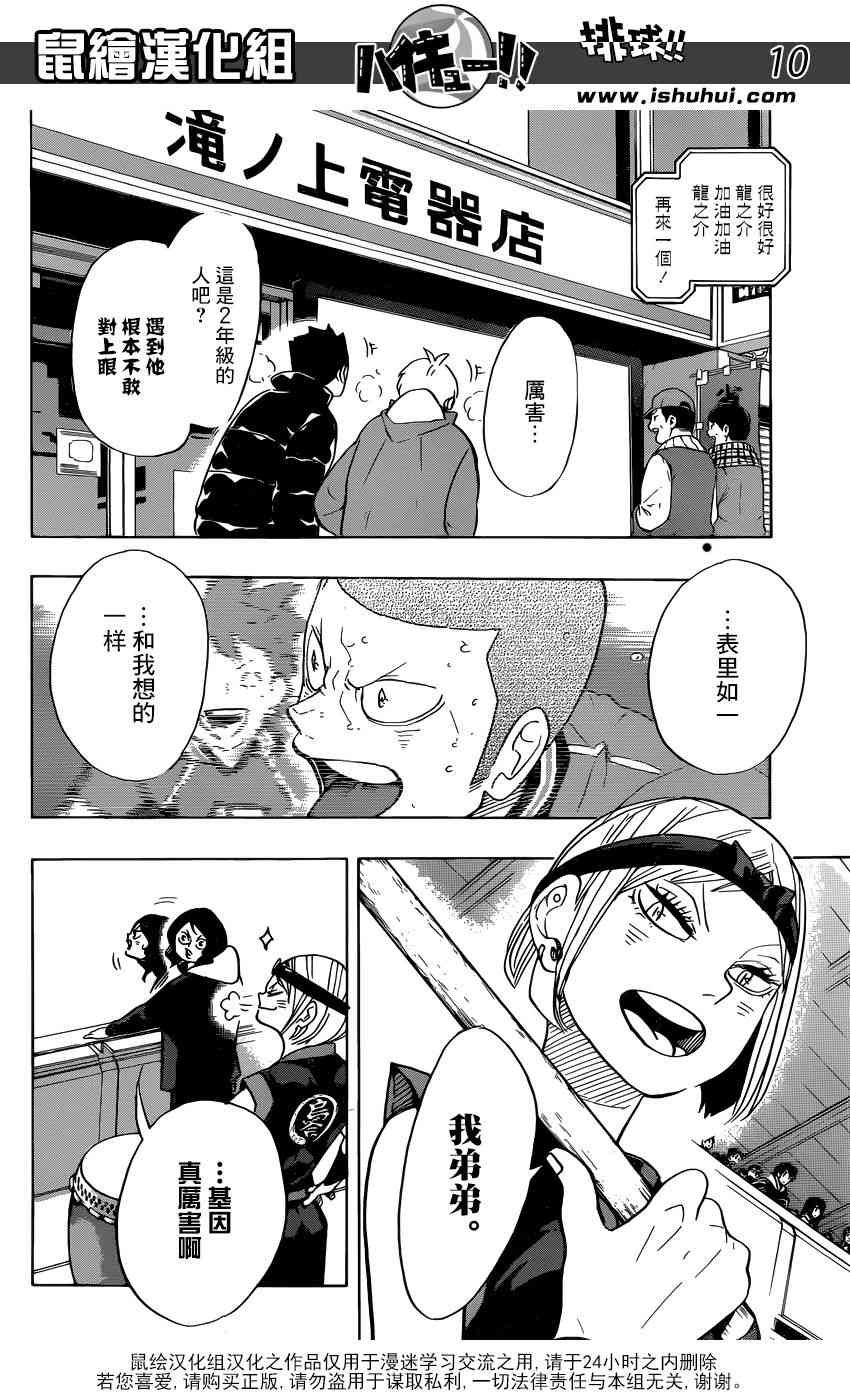 鼠繪漢化組
ハイキュー!!
排球!!
10
www.ishuhui.com
滝ノ上電器店
很好很好
龍之介
加油加油
龍之介
再來一個!
厲害…
這是2年級的
人吧?
遇到他
根本不敢
對上眼
…表里如一
…和我想的
一样
我弟弟。
…基因
真厲害啊
烏谷
鼠绘汉化组汉化之作品仅用于漫迷学习交流之用,请于24小时之内删除
若您喜爱,请购买正版,请勿盗用于谋取私利,一切法律责任与本组无关,谢谢。